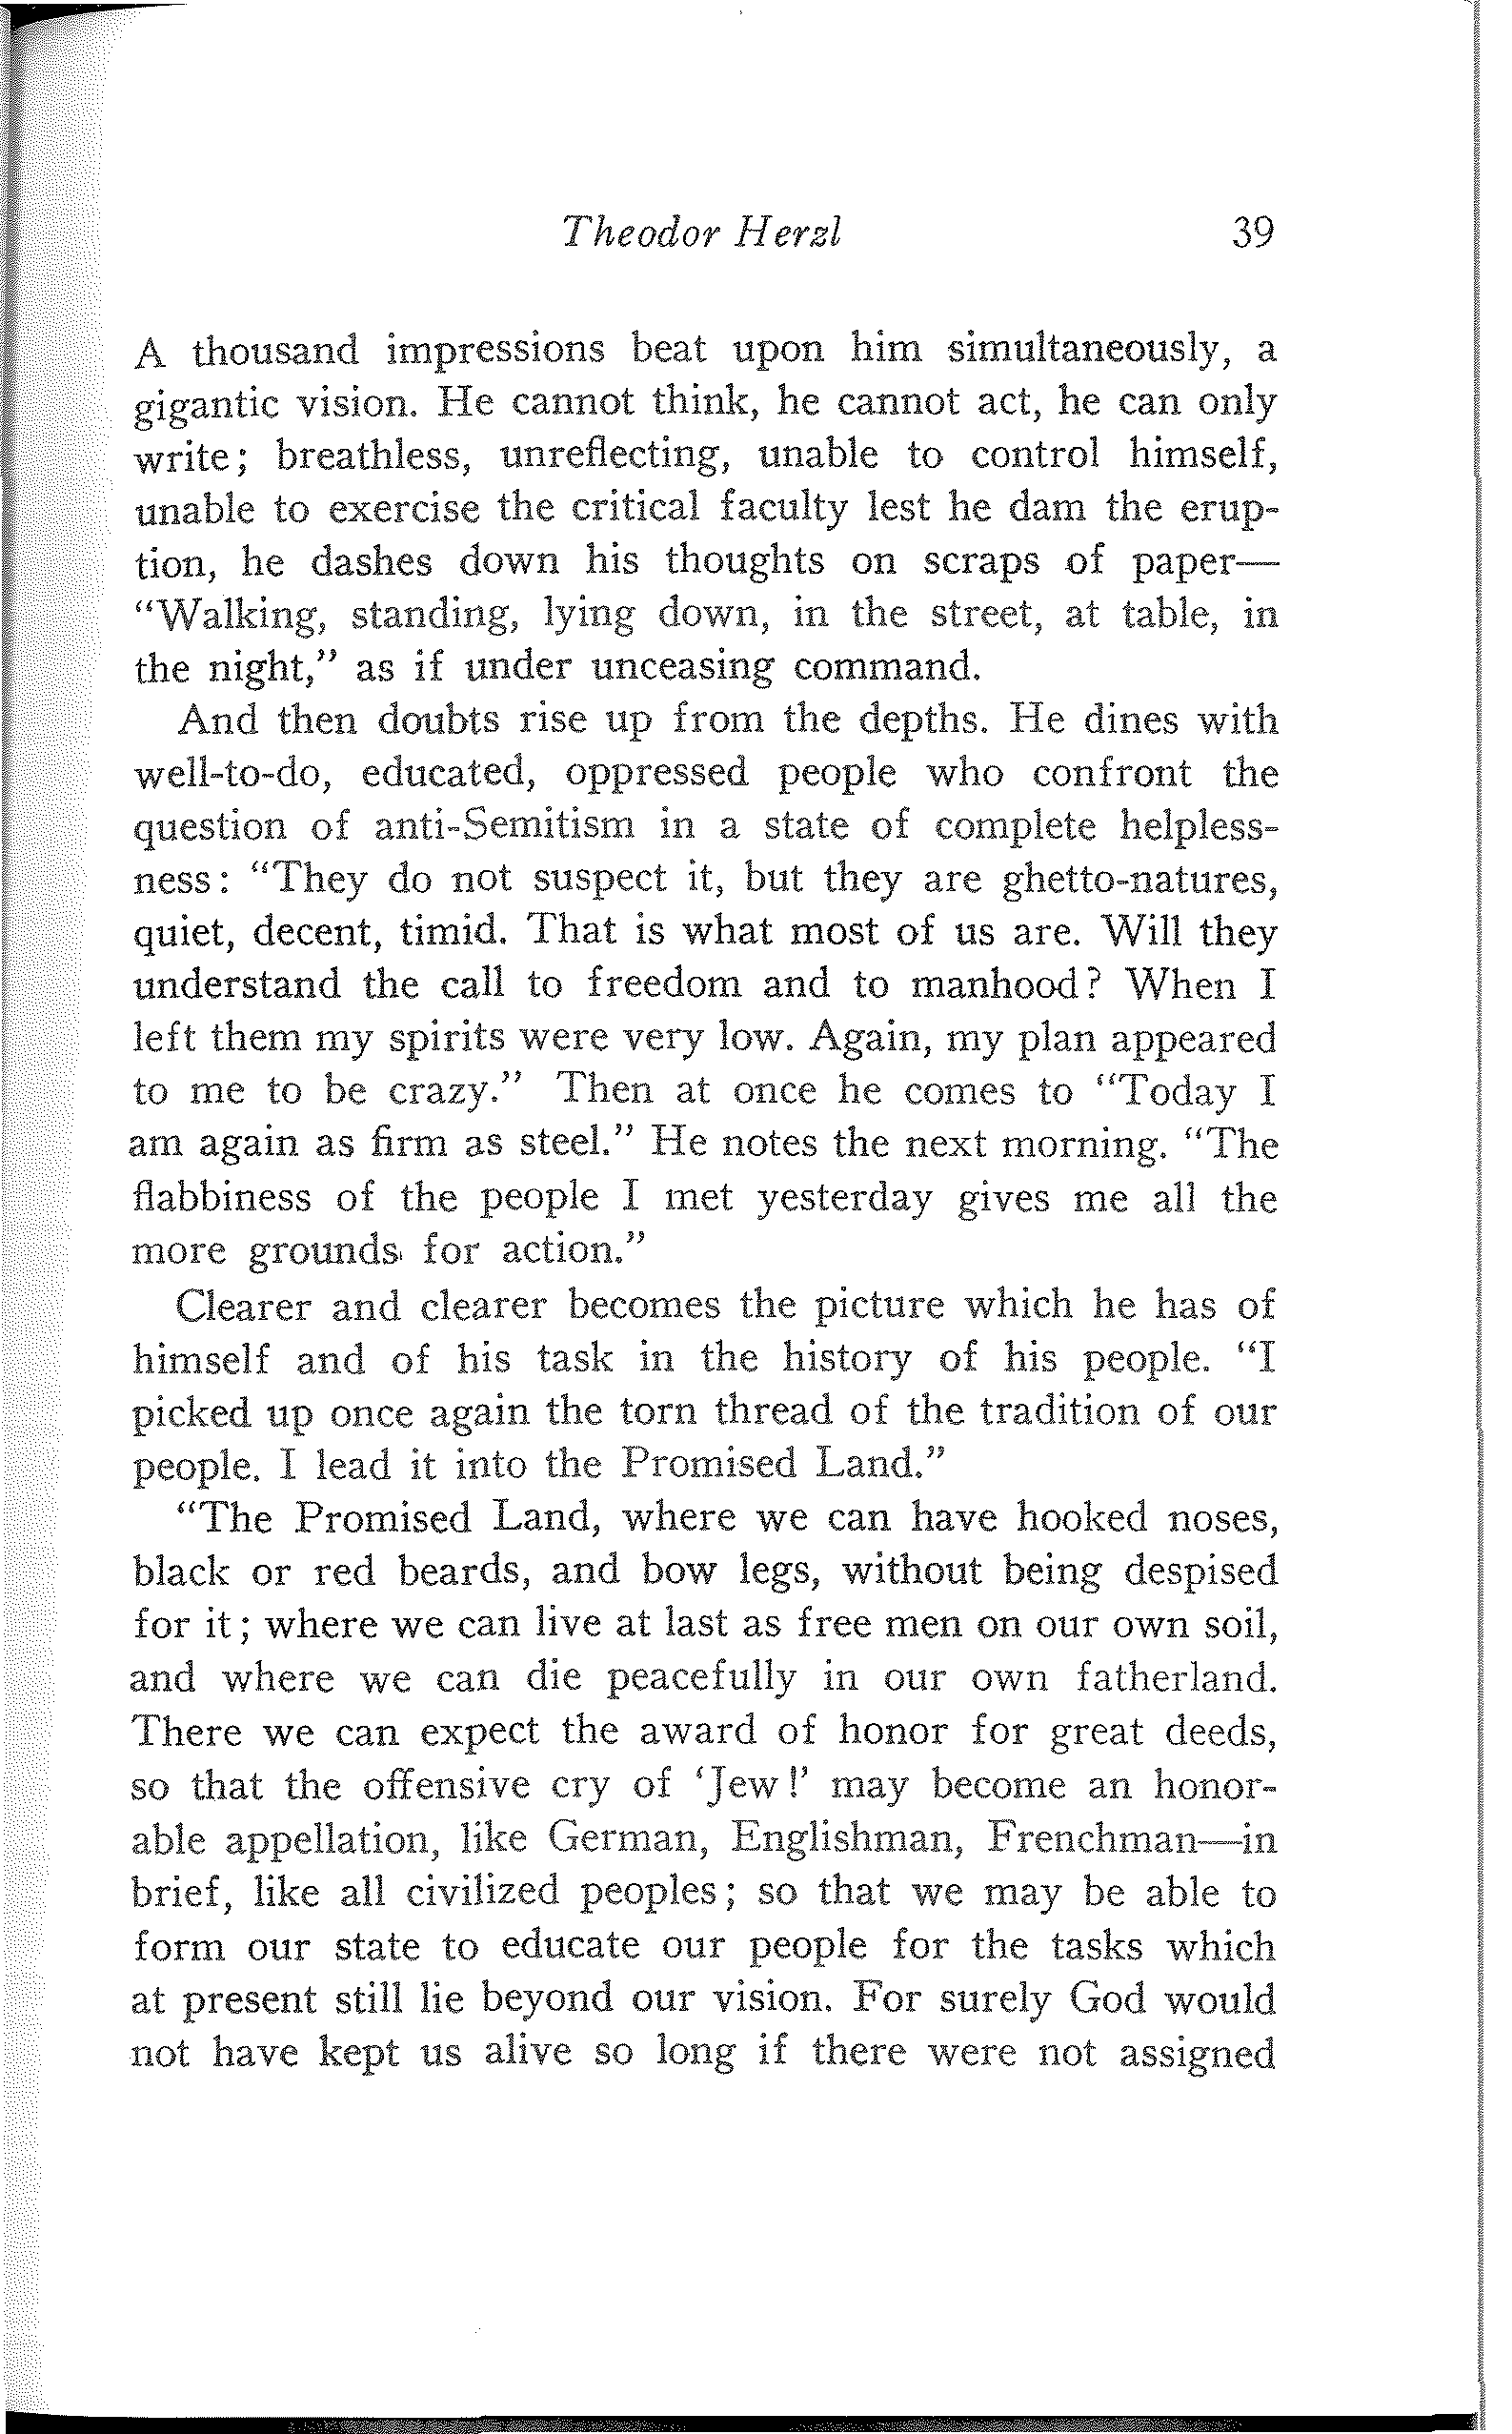 Theodor Herzl 39
A thousand impressions beat upon him simultaneously, a
gigantic vision. He cannot think, he cannot act, he can only
write; breathless, unreflecting, unable to control himself,
unable to exercise the critical faculty lest he dam the erup-
tion, he dashes down his thoughts on scraps of paper—
“Walking, standing, lying down, in the street, at table, in
the night,” as if under unceasing command.
And then doubts rise up from the depths. He dines with
well-to-do, educated, oppressed people who confront the
question of anti-Semitism in a state of complete helpless-
ness: “They do not suspect it, but they are ghetto-natures,
quiet, decent, timid. That is what most of us are. Will they
understand the call to freedom and to manhood? When I
left them my spirits were very low. Again, my plan appeared
to me to be crazy.” Then at once he comes to “Today I
am again as firm as steel.” He notes the next morning. “The
flabbiness of the people I met yesterday gives me all the
more grounds for action.”
Clearer and clearer becomes the picture which he has of
himself and of his task in the history of his people. “I
picked up once again the torn thread of the tradition of our
people. I lead it into the Promised Land.”
“The Promised Land, where we can have hooked noses,
black or red beards, and bow legs, without being despised
for it; where we can live at last as free men on our own soil,
and where we can die peacefully in our own fatherland.
There we can expect the award of honor for great deeds,
so that the offensive cry of ‘Jew!’ may become an honor-
able appellation, like German, Englishman, Frenchman—in
brief, like all civilized peoples; so that we may be able to
form our state to educate our people for the tasks which
at present still lie beyond our vision. For surely God would
not have kept us alive so long if there were not assigned